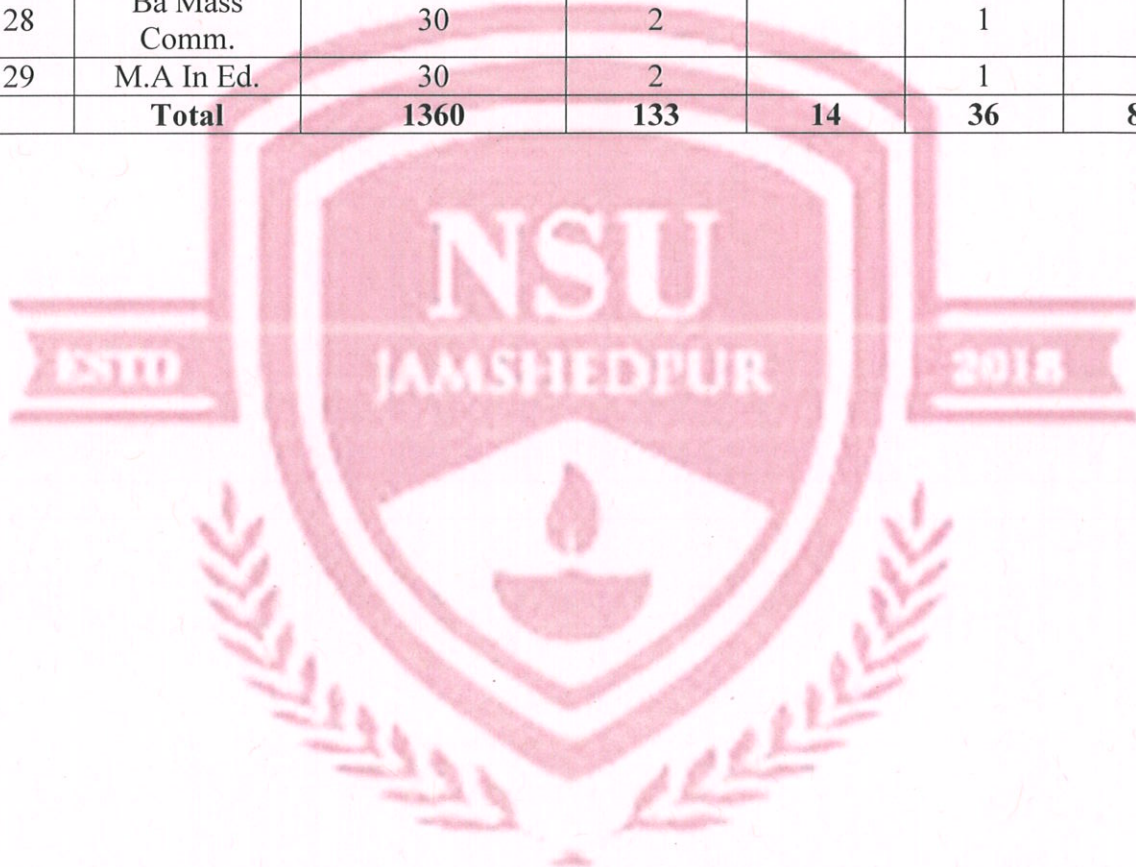 28 Ba Mass Comm. 30 2 1
29 M.A In Ed. 30 2 1
Total 1360 133 14 36
NSU
JAMSHEDPUR
ESTD 2018